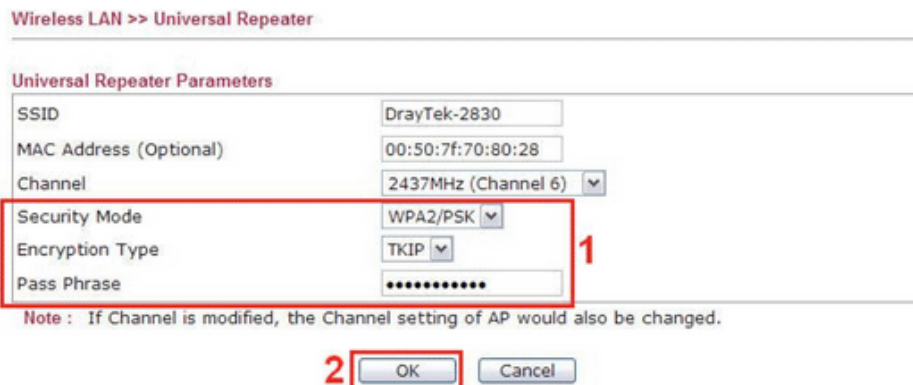 Wireless LAN >> Universal Repeater
Universal Repeater Parameters
SSID DrayTek-2830
MAC Address (Optional) 00:50:7f:70:80:28
Channel 2437MHz (Channel 6)
Security Mode WPA2/PSK
Encryption Type TKIP
1
Pass Phrase •••••••••••
Note : If Channel is modified, the Channel setting of AP would also be changed.
2 OK Cancel